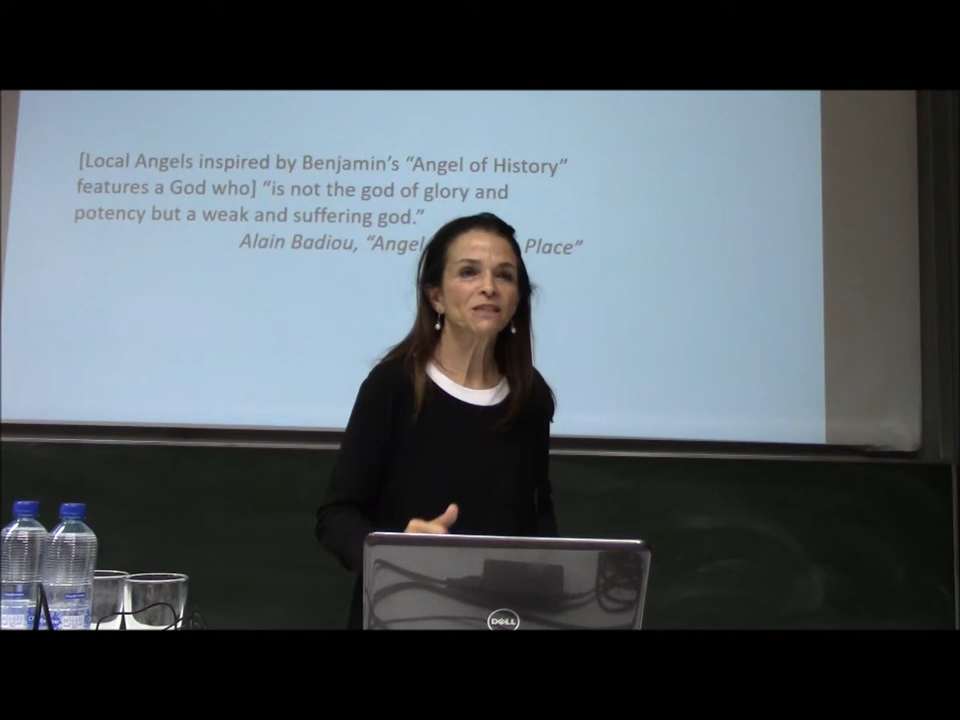 [Local Angels inspired by Benjamin's "Angel of History"
features a God who] "is not the god of glory and
potency but a weak and suffering god."
Alain Badiou, "Angel Place"
DELL